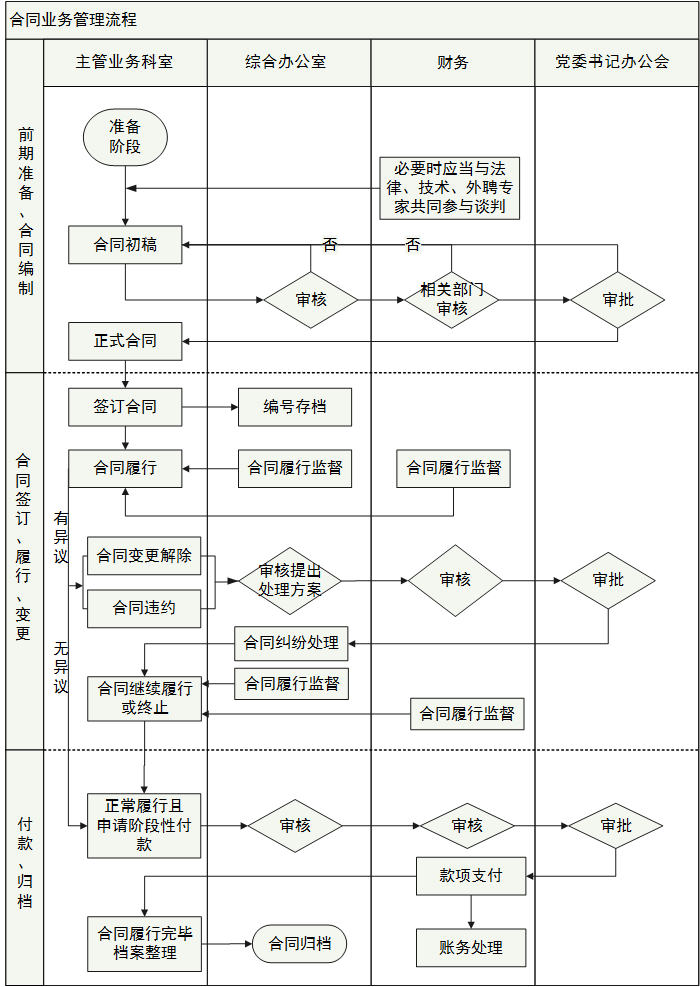 合同业务管理流程
主管业务科室
综合办公室
财务
党委书记办公会
前期准备、合同编制
准备
阶段
必要时应当与法
律、技术、外聘专
家共同参与谈判
合同初稿
否
否
审核
相关部门
审核
审批
正式合同
合同签订、履行、变更
签订合同
编号存档
合同履行
合同履行监督
合同履行监督
有异议
合同变更解除
合同违约
审核提出
处理方案
审核
审批
无异议
合同纠纷处理
合同继续履行
或终止
合同履行监督
合同履行监督
付款、归档
正常履行且
申请阶段性付
款
审核
审核
审批
款项支付
合同履行完毕
档案整理
合同归档
账务处理